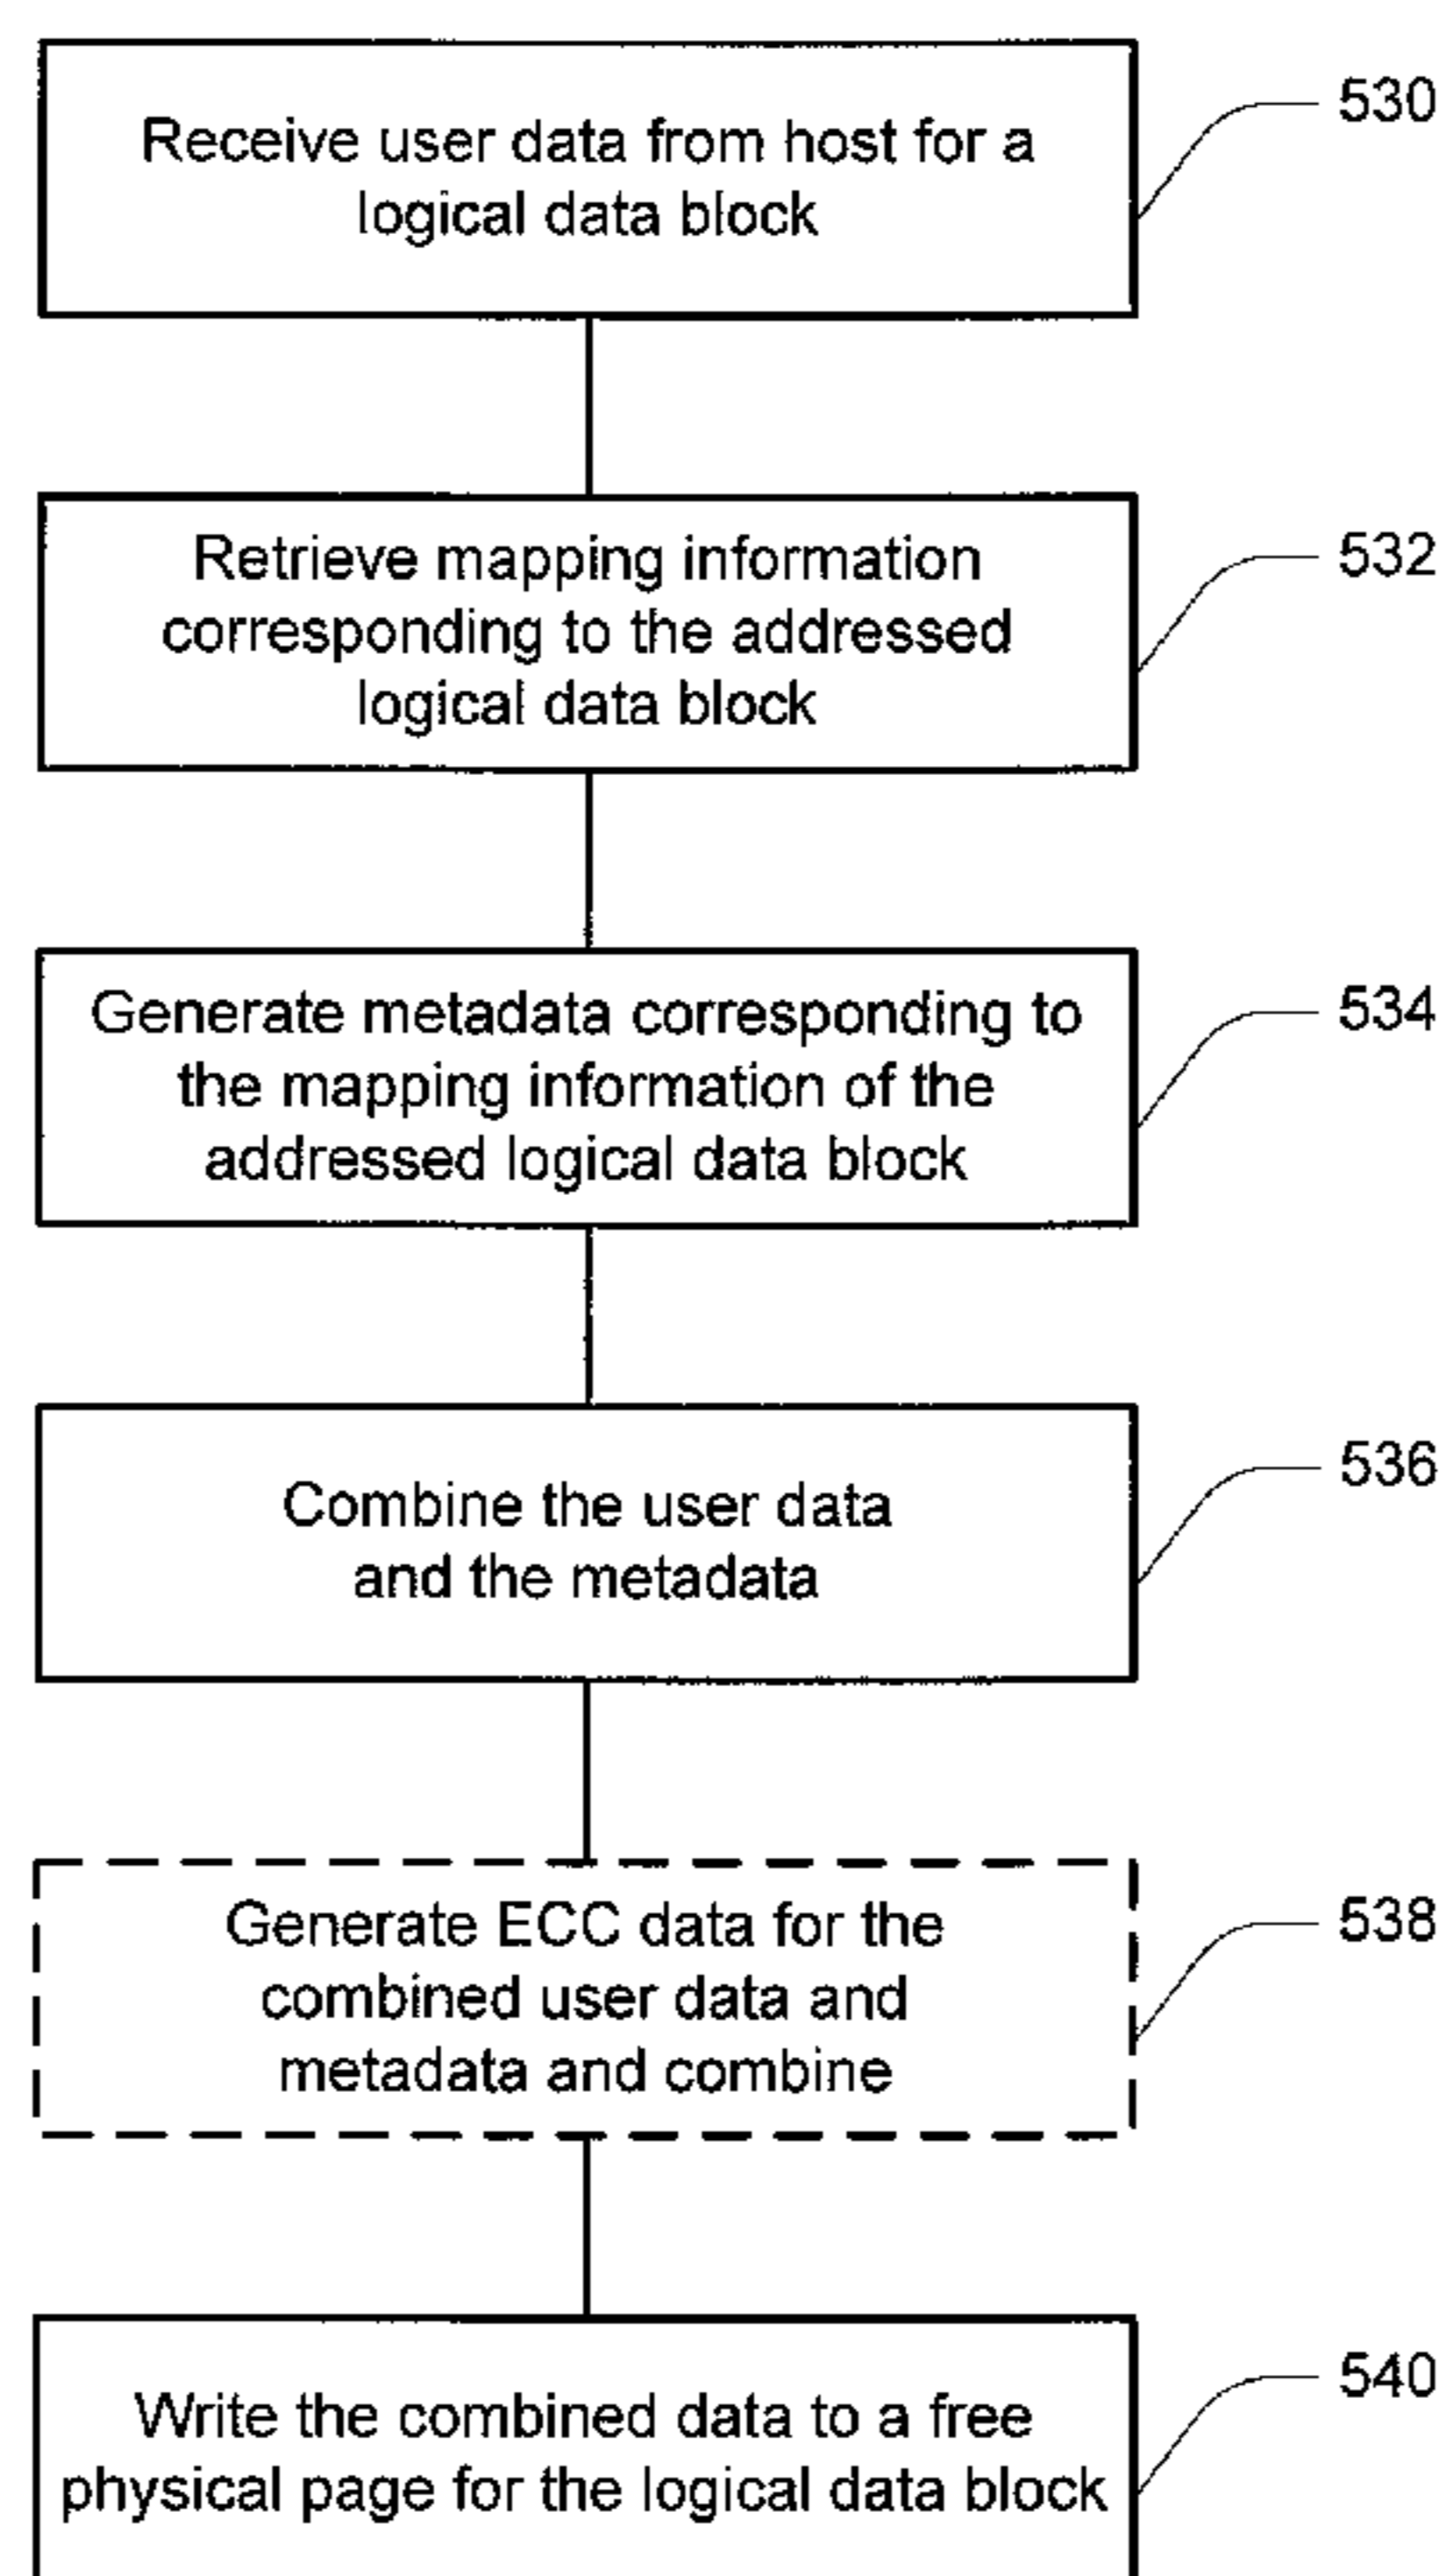 Receive user data from host for a
logical data block
530
Retrieve mapping information
corresponding to the addressed
logical data block
532
Generate metadata corresponding to
the mapping information of the
addressed logical data block
534
Combine the user data
and the metadata
536
Generate ECC data for the
combined user data and
metadata and combine
538
Write the combined data to a free
physical page for the logical data block
540